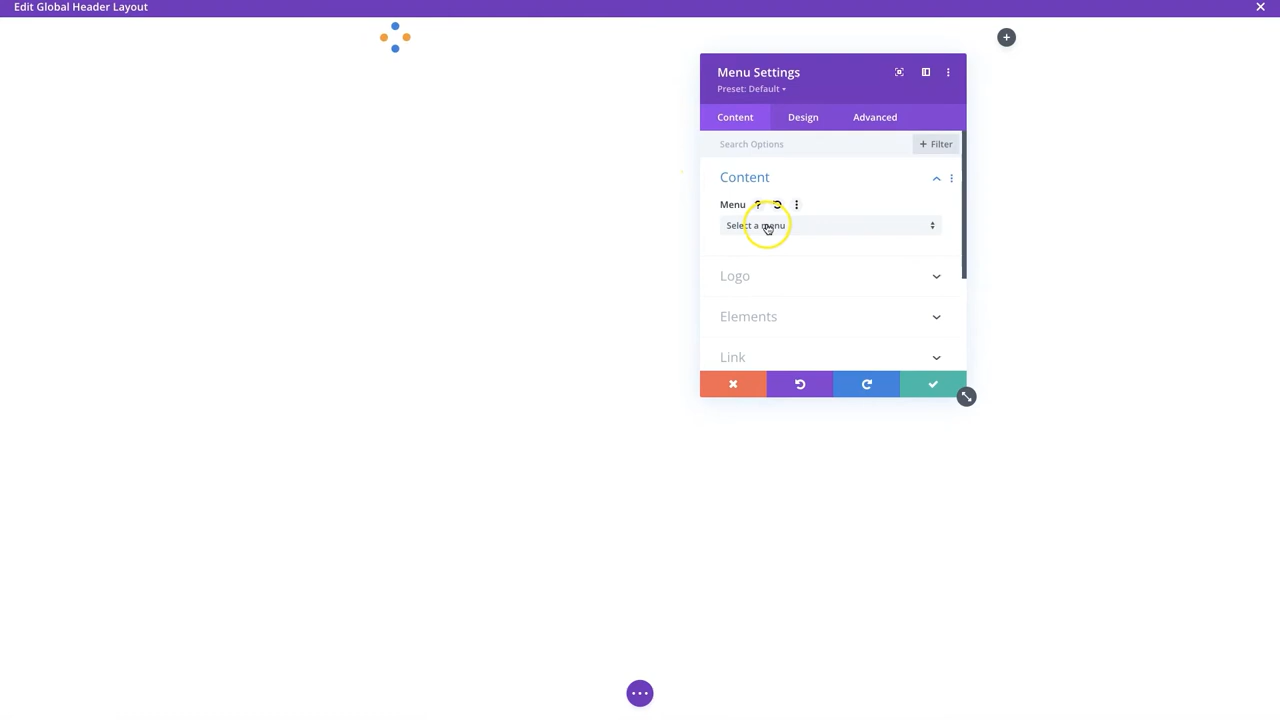 Edit Global Header Layout
Menu Settings
Preset: Default
Content
Design
Advanced
Search Options
+ Filter
Content
Menu
Select a menu
Logo
Elements
Link